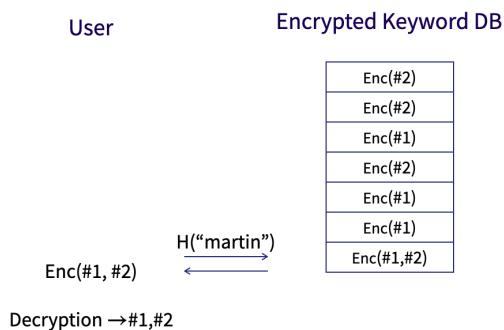 User
Encrypted Keyword DB
Enc(#2)
Enc(#2)
Enc(#1)
Enc(#2)
Enc(#1)
Enc(#1)
Enc(#1,#2)
H(“martin”)
Enc(#1, #2)
Decryption →#1,#2